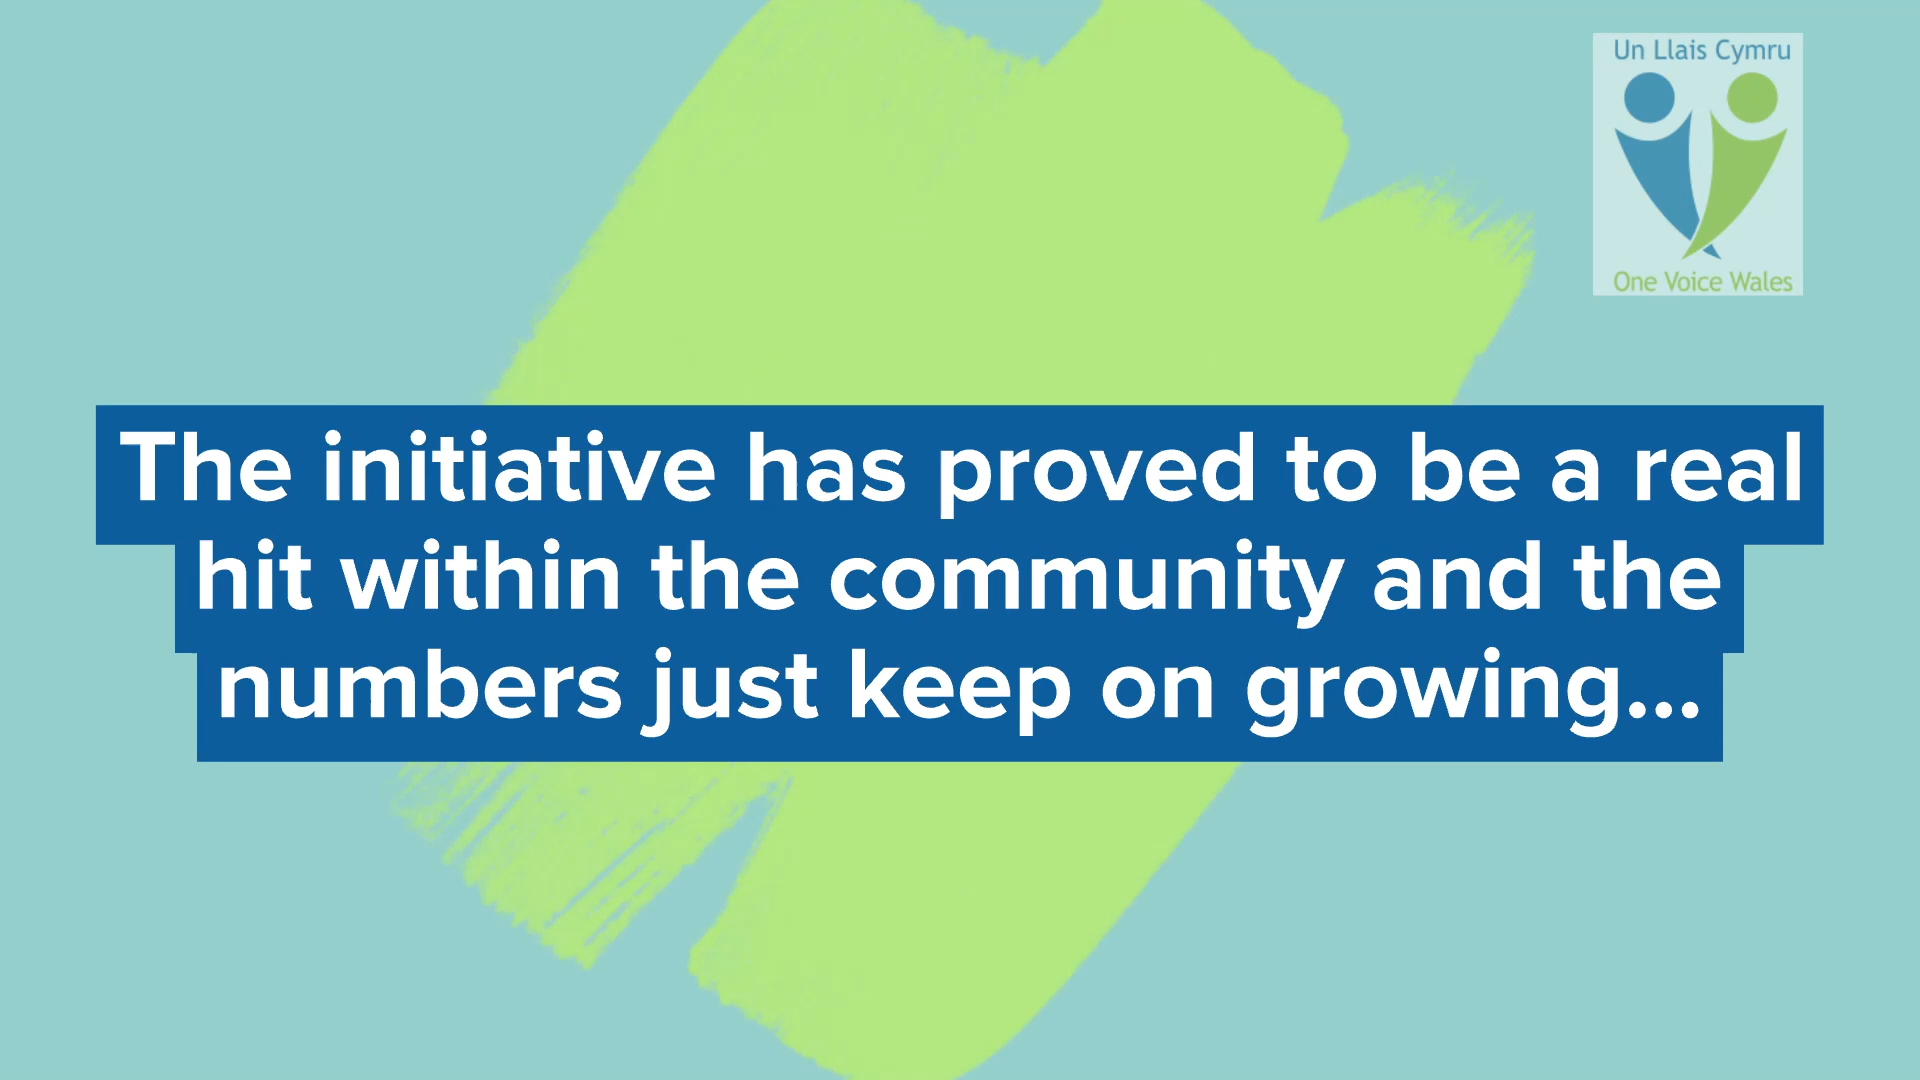 Un Llais Cymru
One Voice Wales
The initiative has proved to be a real
hit within the community and the
numbers just keep on growing...